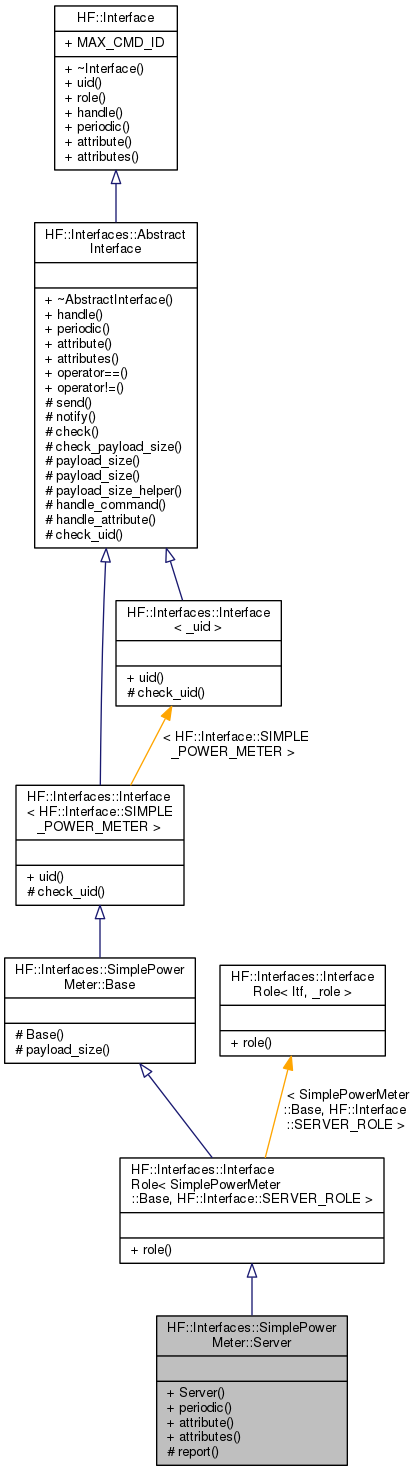 HF::Interface
+ MAX_CMD_ID
+ ~Interface()
+ uid()
+ role()
+ handle()
+ periodic()
+ attribute()
+ attributes()
HF::Interfaces::Abstract
Interface
+ ~AbstractInterface()
+ handle()
+ periodic()
+ attribute()
+ attributes()
+ operator==()
+ operator!=()
# send()
# notify()
# check()
# check_payload_size()
# payload_size()
# payload_size()
# payload_size_helper()
# handle_command()
# handle_attribute()
# check_uid()
HF::Interfaces::Interface
< _uid >
+ uid()
# check_uid()
< HF::Interface::SIMPLE
_POWER_METER >
HF::Interfaces::Interface
< HF::Interface::SIMPLE
_POWER_METER >
+ uid()
# check_uid()
HF::Interfaces::SimplePower
Meter::Base
# Base()
# payload_size()
HF::Interfaces::Interface
Role< Itf, _role >
+ role()
< SimplePowerMeter
::Base, HF::Interface
::SERVER_ROLE >
HF::Interfaces::Interface
Role< SimplePowerMeter
::Base, HF::Interface::SERVER_ROLE >
+ role()
HF::Interfaces::SimplePower
Meter::Server
+ Server()
+ periodic()
+ attribute()
+ attributes()
# report()